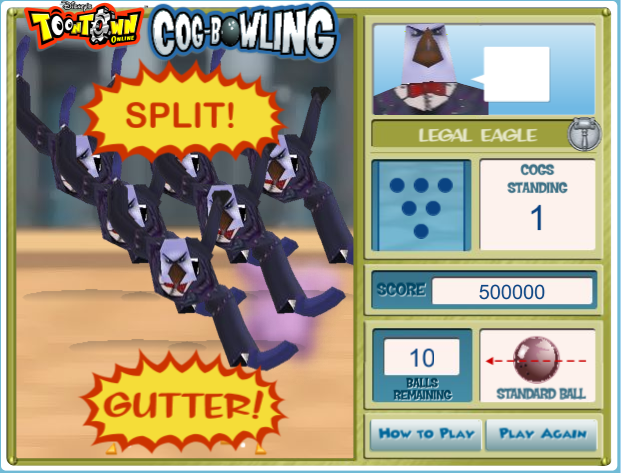 Disney's
TOONTOWN
ONLINE
COG-BOWLING
SPLIT!
GUTTER!
LEGAL EAGLE
COGS
STANDING
1
SCORE 500000
10
BALLS
REMAINING
STANDARD BALL
HOW TO PLAY
PLAY AGAIN